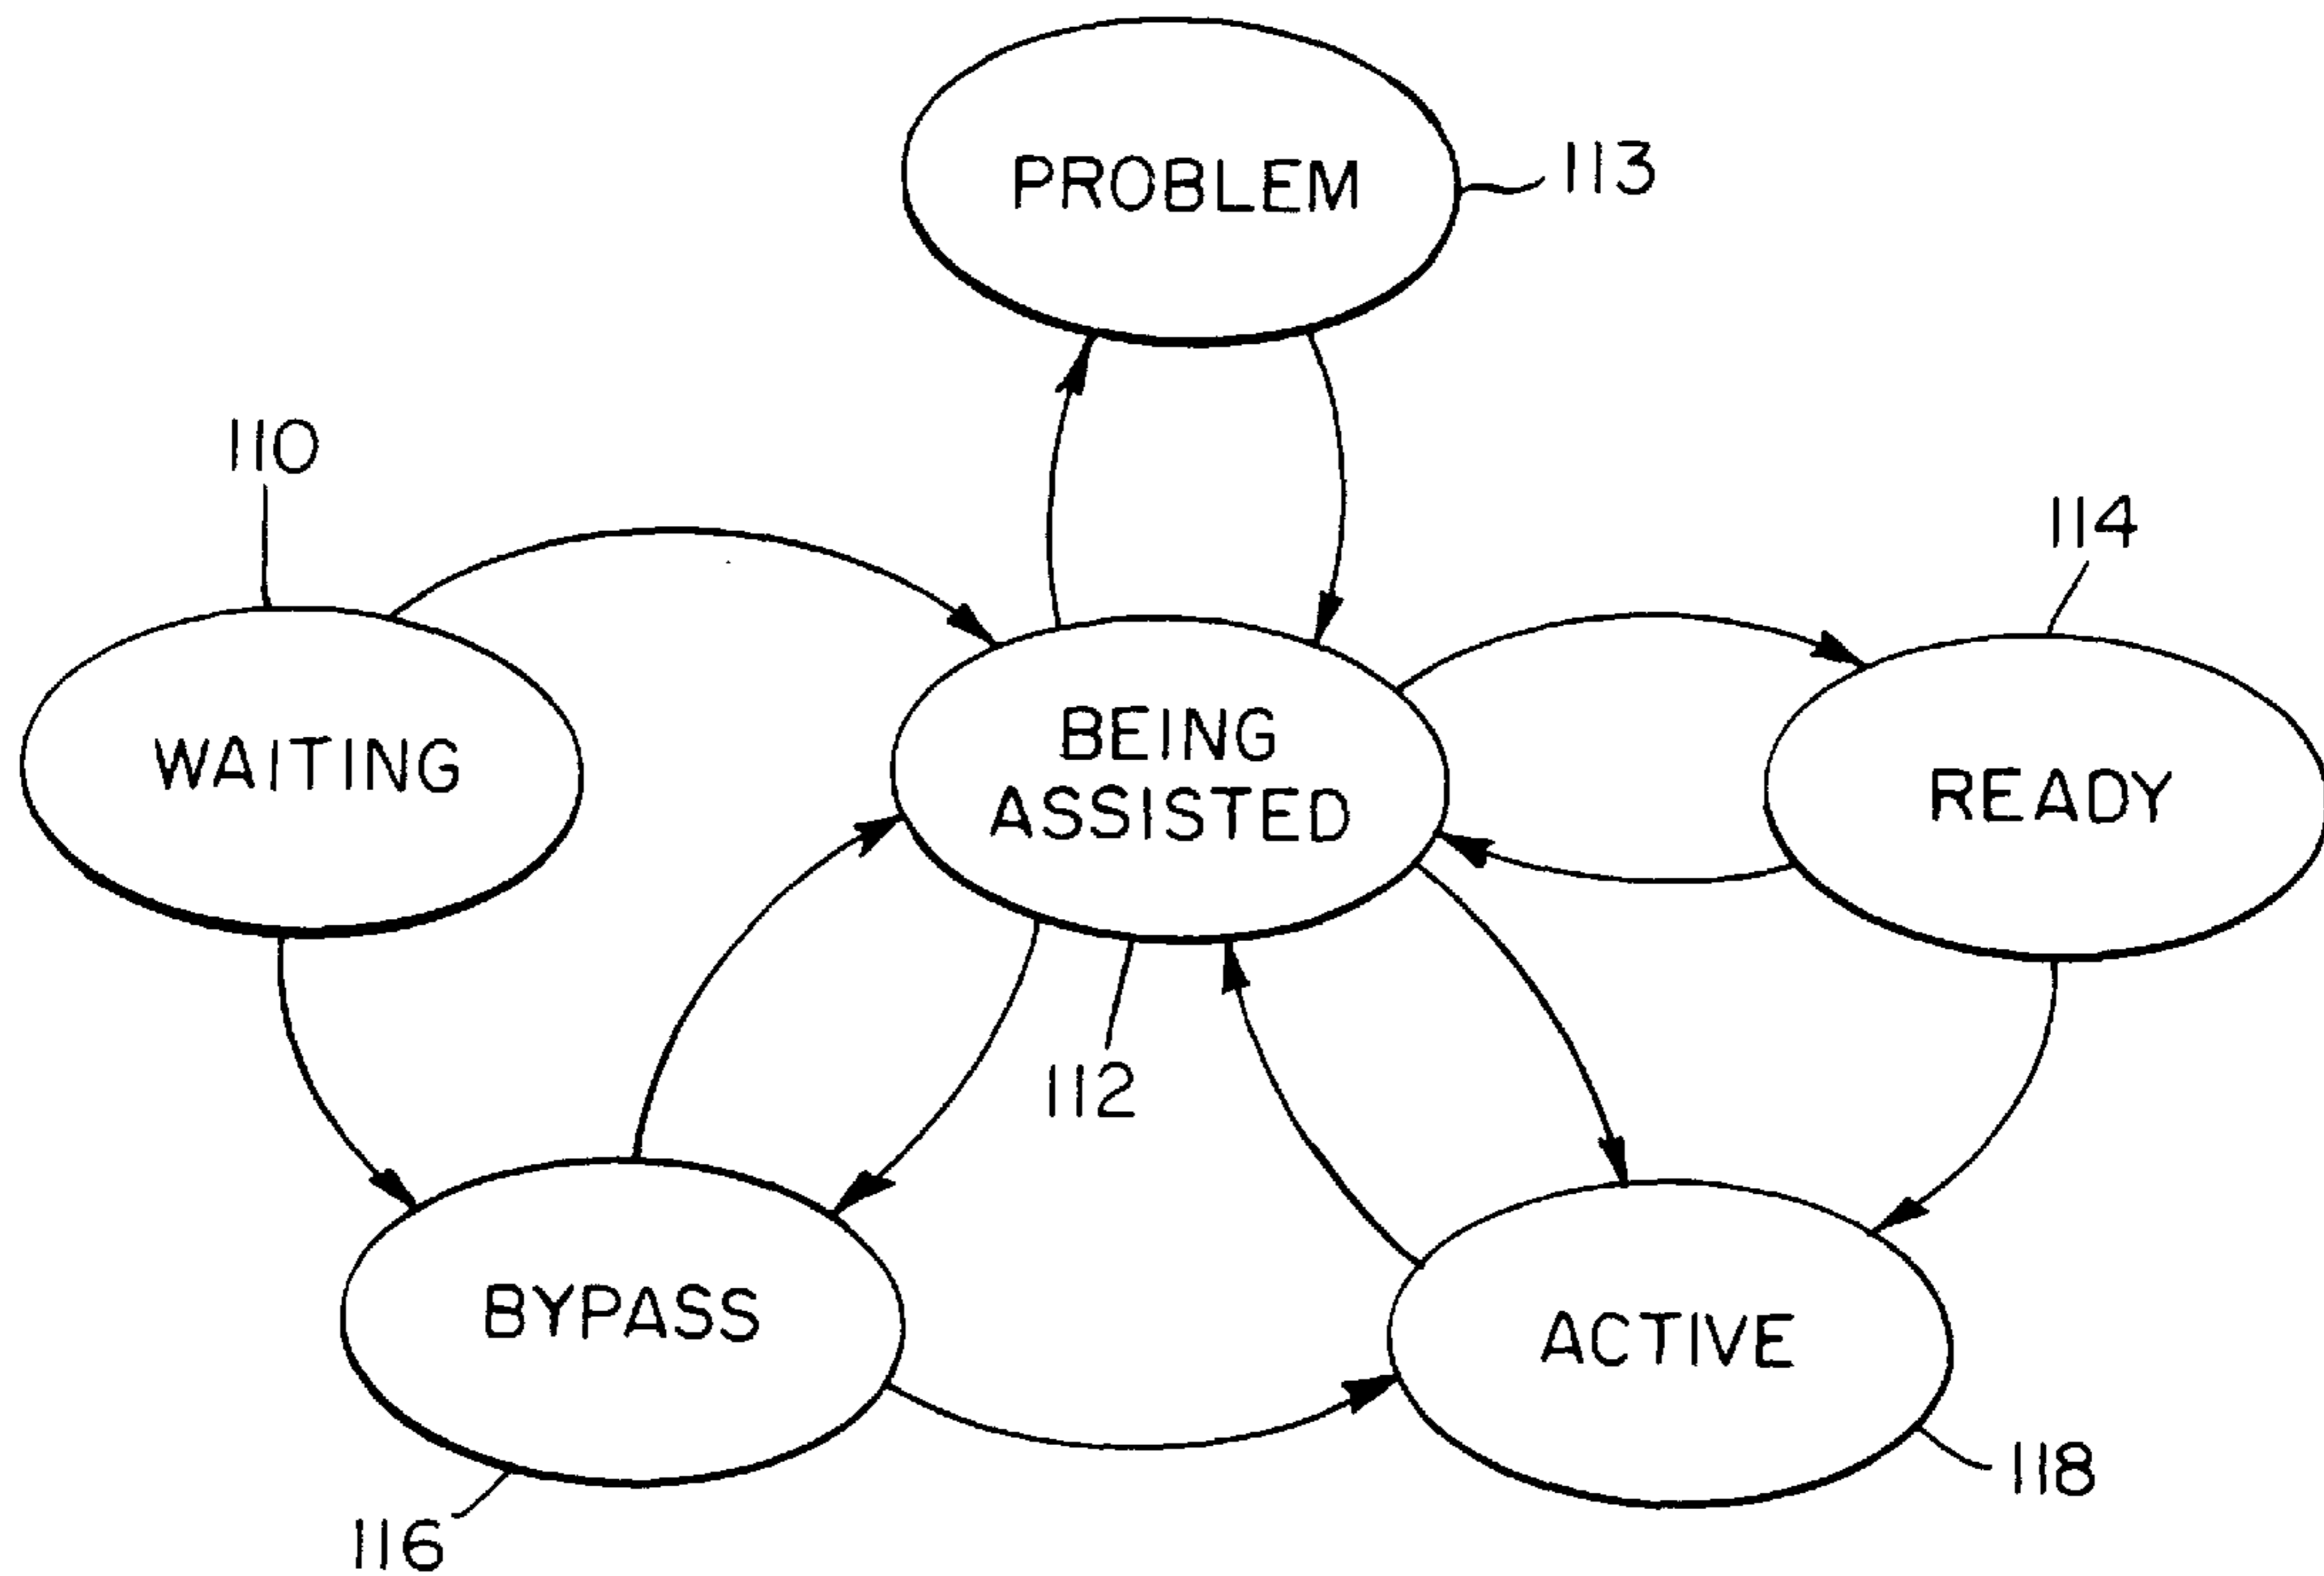 PROBLEM
113
110
114
WAITING
BEING
ASSISTED
READY
112
BYPASS
ACTIVE
116
118